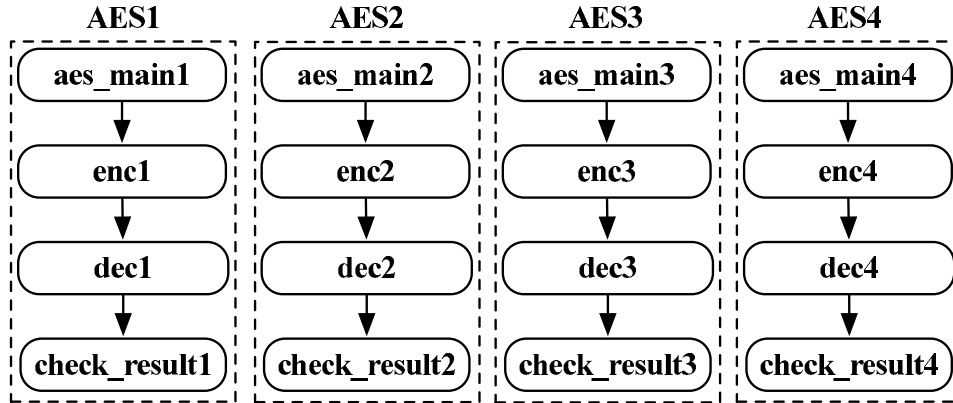 AES1 AES2 AES3 AES4
aes_main1 aes_main2 aes_main3 aes_main4
enc1 enc2 enc3 enc4
dec1 dec2 dec3 dec4
check_result1 check_result2 check_result3 check_result4